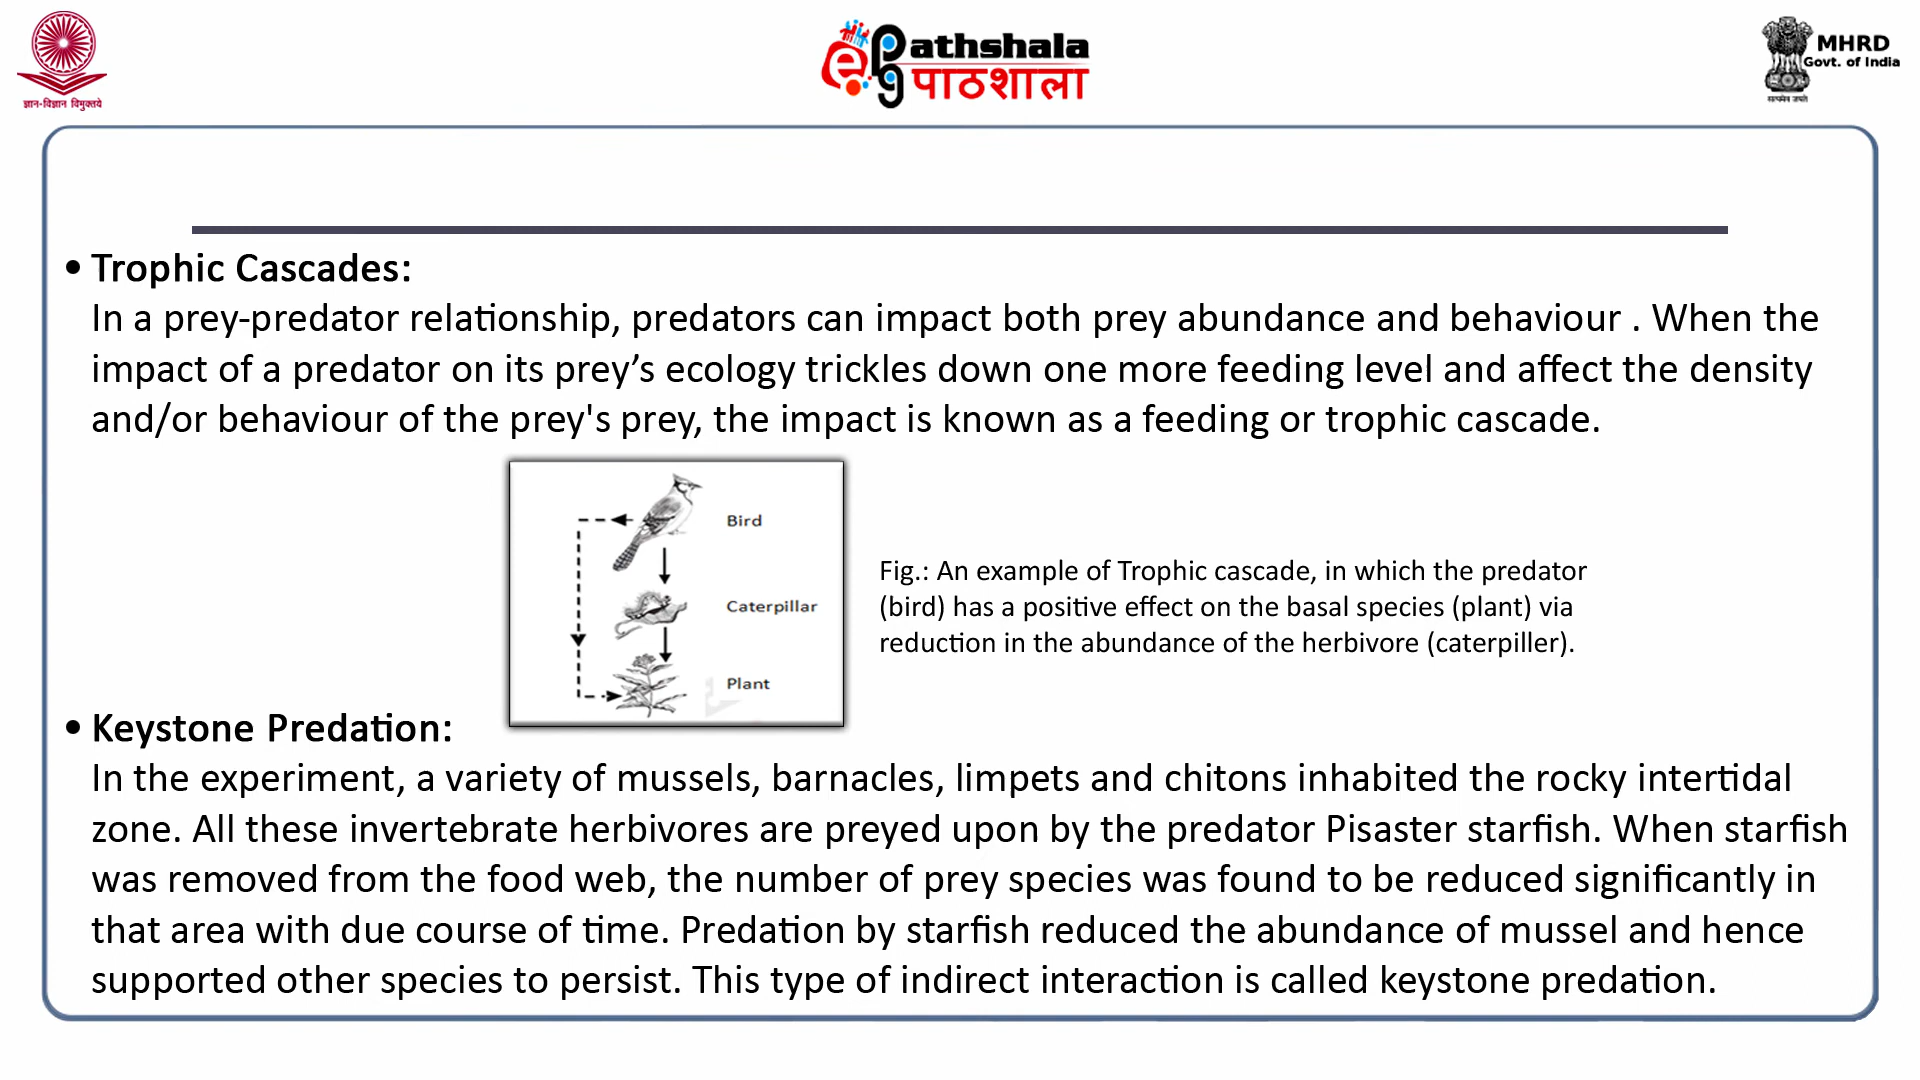 ज्ञान-विज्ञान विमुक्तये
e PG Pathshala
पाठशाला
MHRD
Govt. of India
सत्यमेव जयते
• Trophic Cascades:
In a prey-predator relationship, predators can impact both prey abundance and behaviour . When the
impact of a predator on its prey’s ecology trickles down one more feeding level and affect the density
and/or behaviour of the prey's prey, the impact is known as a feeding or trophic cascade.
Bird
Caterpillar
Plant
Fig.: An example of Trophic cascade, in which the predator
(bird) has a positive effect on the basal species (plant) via
reduction in the abundance of the herbivore (caterpiller).
• Keystone Predation:
In the experiment, a variety of mussels, barnacles, limpets and chitons inhabited the rocky intertidal
zone. All these invertebrate herbivores are preyed upon by the predator Pisaster starfish. When starfish
was removed from the food web, the number of prey species was found to be reduced significantly in
that area with due course of time. Predation by starfish reduced the abundance of mussel and hence
supported other species to persist. This type of indirect interaction is called keystone predation.